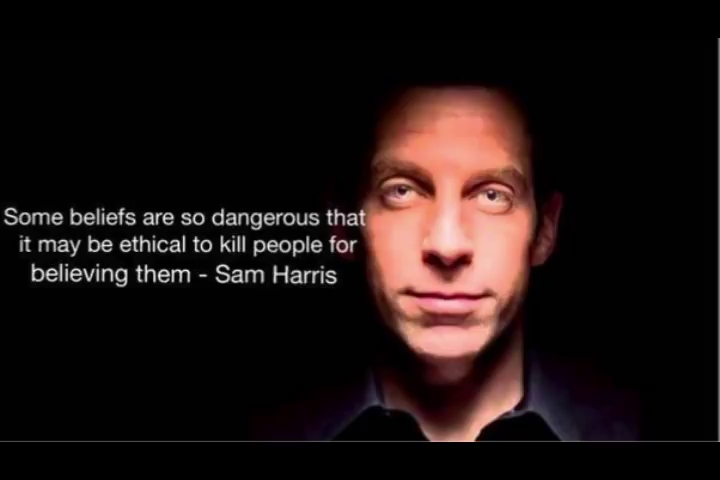 Some beliefs are so dangerous that
it may be ethical to kill people for
believing them - Sam Harris